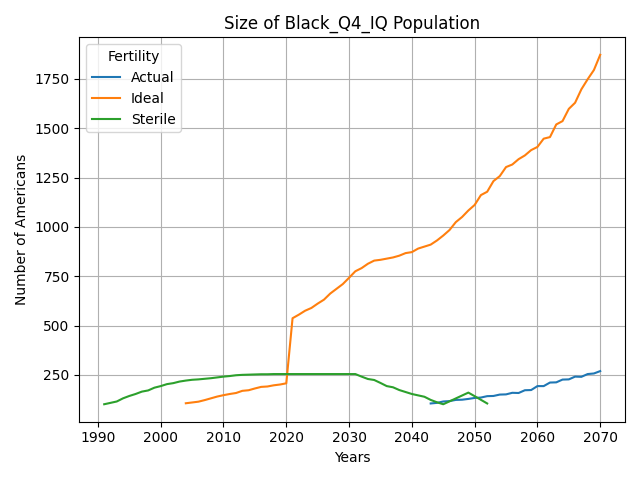 Size of Black_Q4_IQ Population
Fertility
Actual
Ideal
Sterile
Number of Americans
1750
1500
1250
1000
750
500
250
1990 2000 2010 2020 2030 2040 2050 2060 2070
Years